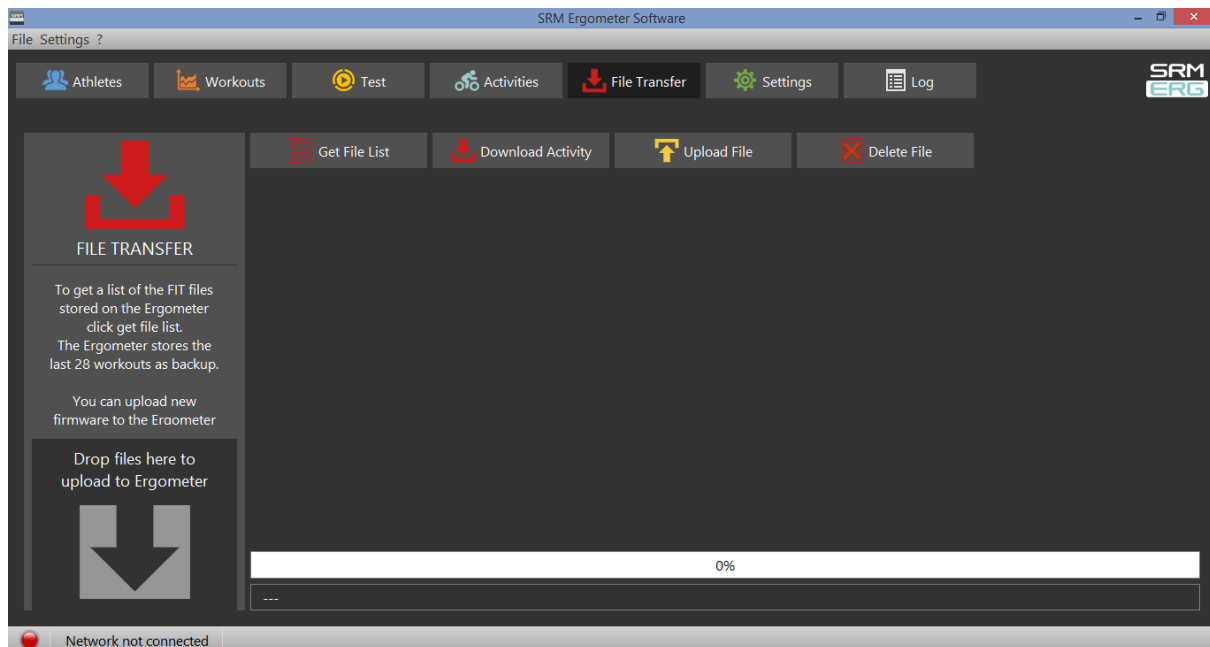 SRM Ergometer Software
File Settings ?
Athletes
Workouts
Test
Activities
File Transfer
Settings
Log
SRM
ERG
Get File List
Download Activity
Upload File
Delete File
FILE TRANSFER
To get a list of the FIT files
stored on the Ergometer
click get file list.
The Ergometer stores the
last 28 workouts as backup.
You can upload new
firmware to the Ergometer
Drop files here to
upload to Ergometer
0%
---
Network not connected